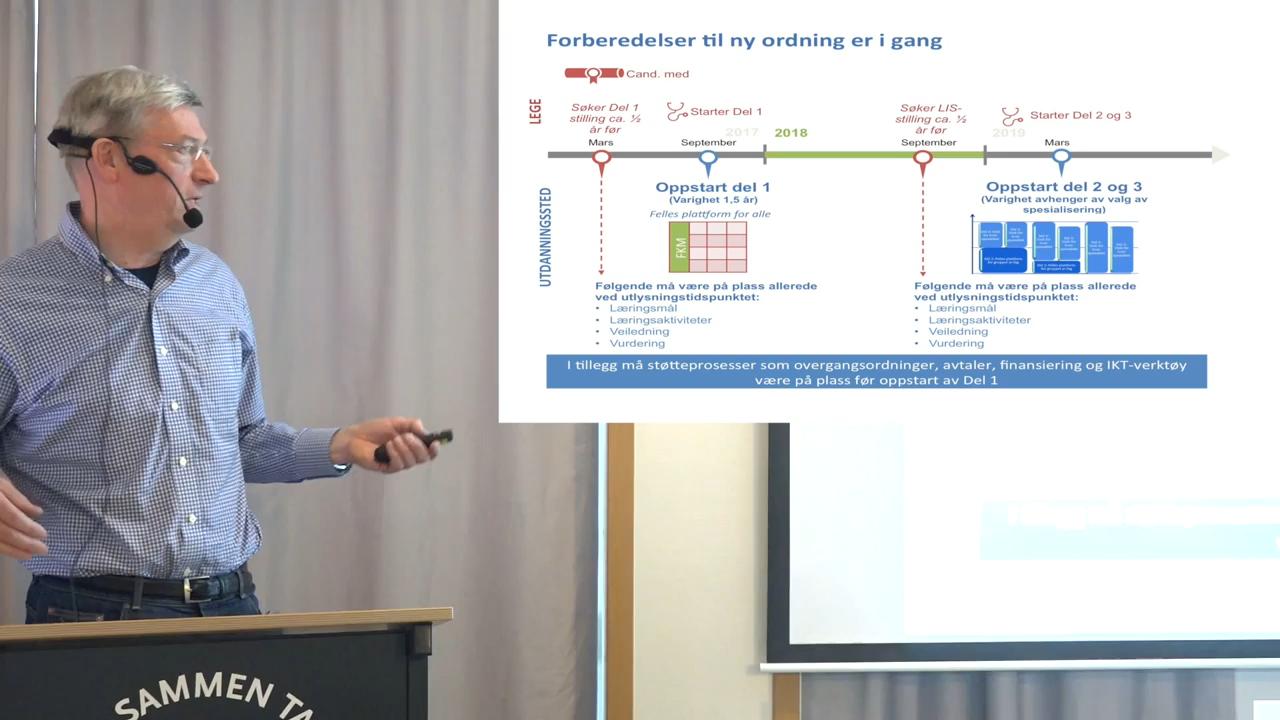 Forberedelser til ny ordning er i gang
Cand. med
LEGE
Søker Del 1
stilling ca. ½
år før
Starter Del 1
Søker LIS-
stilling ca. ½
år før
Starter Del 2 og 3
2017
2018
2019
Mars
September
September
Mars
UTDANNINGSSTED
Oppstart del 1
(Varighet 1,5 år)
Felles plattform for alle
FKM
Oppstart del 2 og 3
(Varighet avhenger av valg av
spesialisering)
Følgende må være på plass allerede
ved utlysningstidspunktet:
• Læringsmål
• Læringsaktiviteter
• Veiledning
• Vurdering
Følgende må være på plass allerede
ved utlysningstidspunktet:
• Læringsmål
• Læringsaktiviteter
• Veiledning
• Vurdering
I tillegg må støtteprosesser som overgangsordninger, avtaler, finansiering og IKT-verktøy
være på plass før oppstart av Del 1
SAMMEN TA